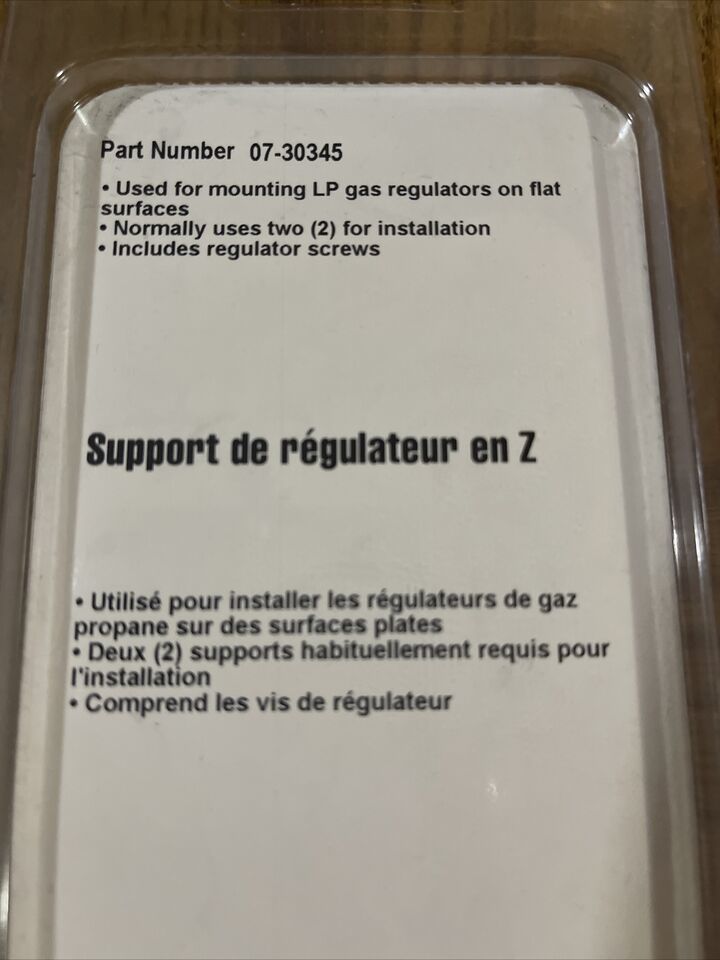 Part Number 07-30345
• Used for mounting LP gas regulators on flat
surfaces
• Normally uses two (2) for installation
• Includes regulator screws
Support de régulateur en Z
• Utilisé pour installer les régulateurs de gaz
propane sur des surfaces plates
• Deux (2) supports habituellement requis pour
l'installation
• Comprend les vis de régulateur